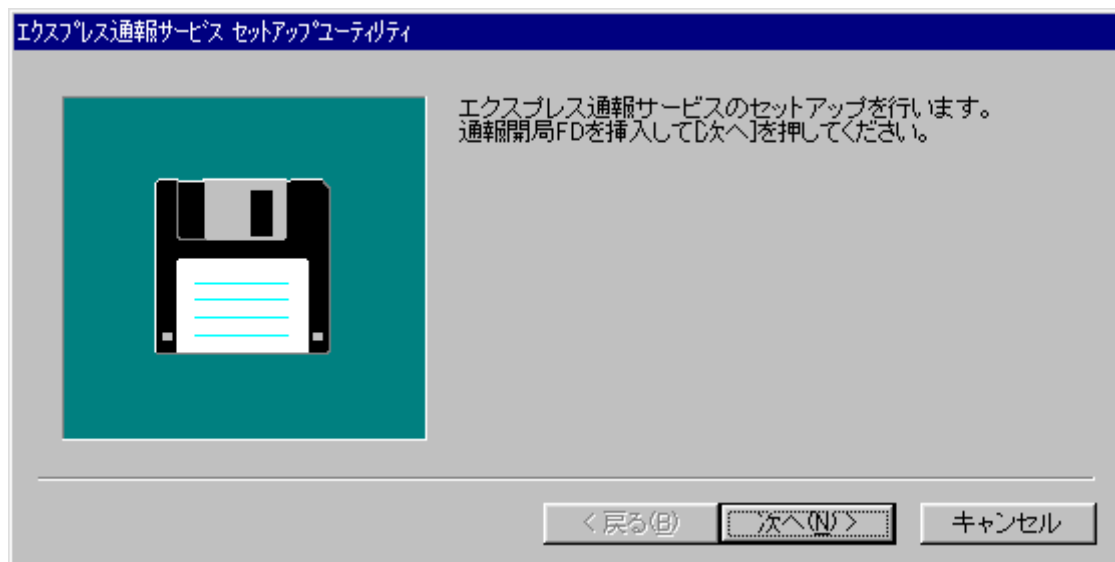 エクスプレス通報サービス セットアップユーティリティ
エクスプレス通報サービスのセットアップを行います。
通報開局FDを挿入して[次へ]を押してください。
< 戻る(B)
次へ(N) >
キャンセル